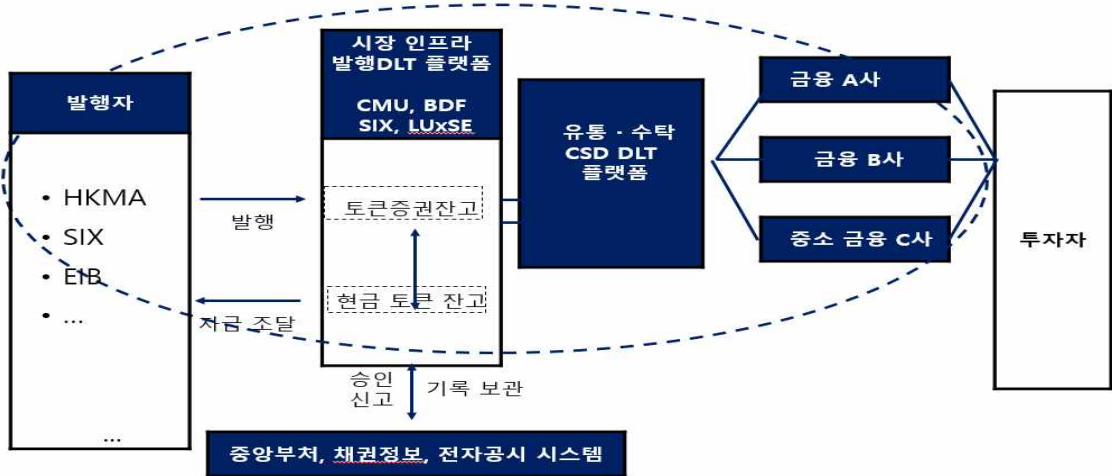 발행자
• HKMA
• SIX
• EIB
• ...
...
발행
자금 조달
시장 인프라
발행DLT 플랫폼
CMU, BDF
SIX, LUxSE
토큰증권잔고
현금 토큰 잔고
승인
신고
기록 보관
중앙부처, 채권정보, 전자공시 시스템
유통 · 수탁
CSD DLT
플랫폼
금융 A사
금융 B사
중소 금융 C사
투자자